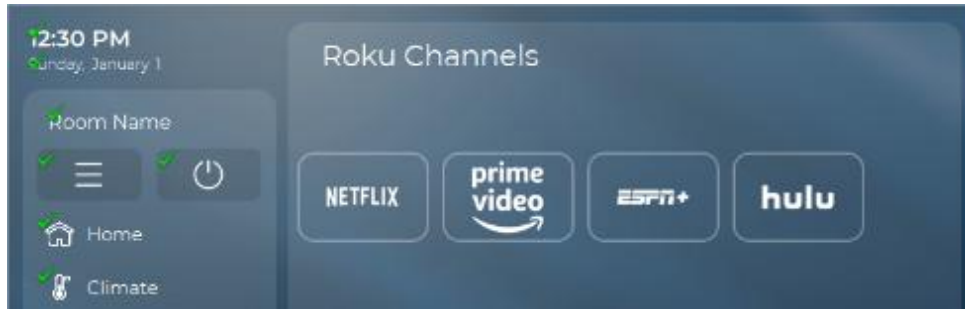 12:30 PM
Sunday, January 1
Room Name
Home
Climate
Roku Channels
NETFLIX
prime
video
ESPN+
hulu